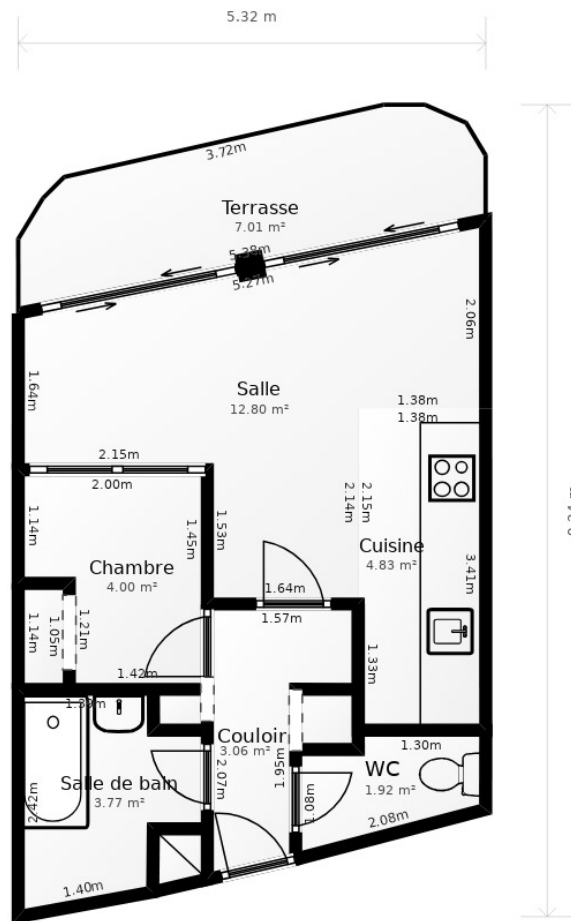 5.32 m
3.72m
Terrasse
7.01 m²
5.38m
5.27m
2.06m
Salle
12.80 m²
1.64m
1.38m
1.38m
2.15m
2.00m
1.14m
1.45m
1.53m
2.14m
2.15m
Cuisine
4.83 m²
3.41m
Chambre
4.00 m²
1.64m
1.57m
1.14m
1.05m
1.21m
1.33m
1.42m
Couloir
3.06 m²
2.07m
1.30m
WC
1.92 m²
1.08m
2.08m
Salle de bain
3.77 m²
2.42m
1.40m